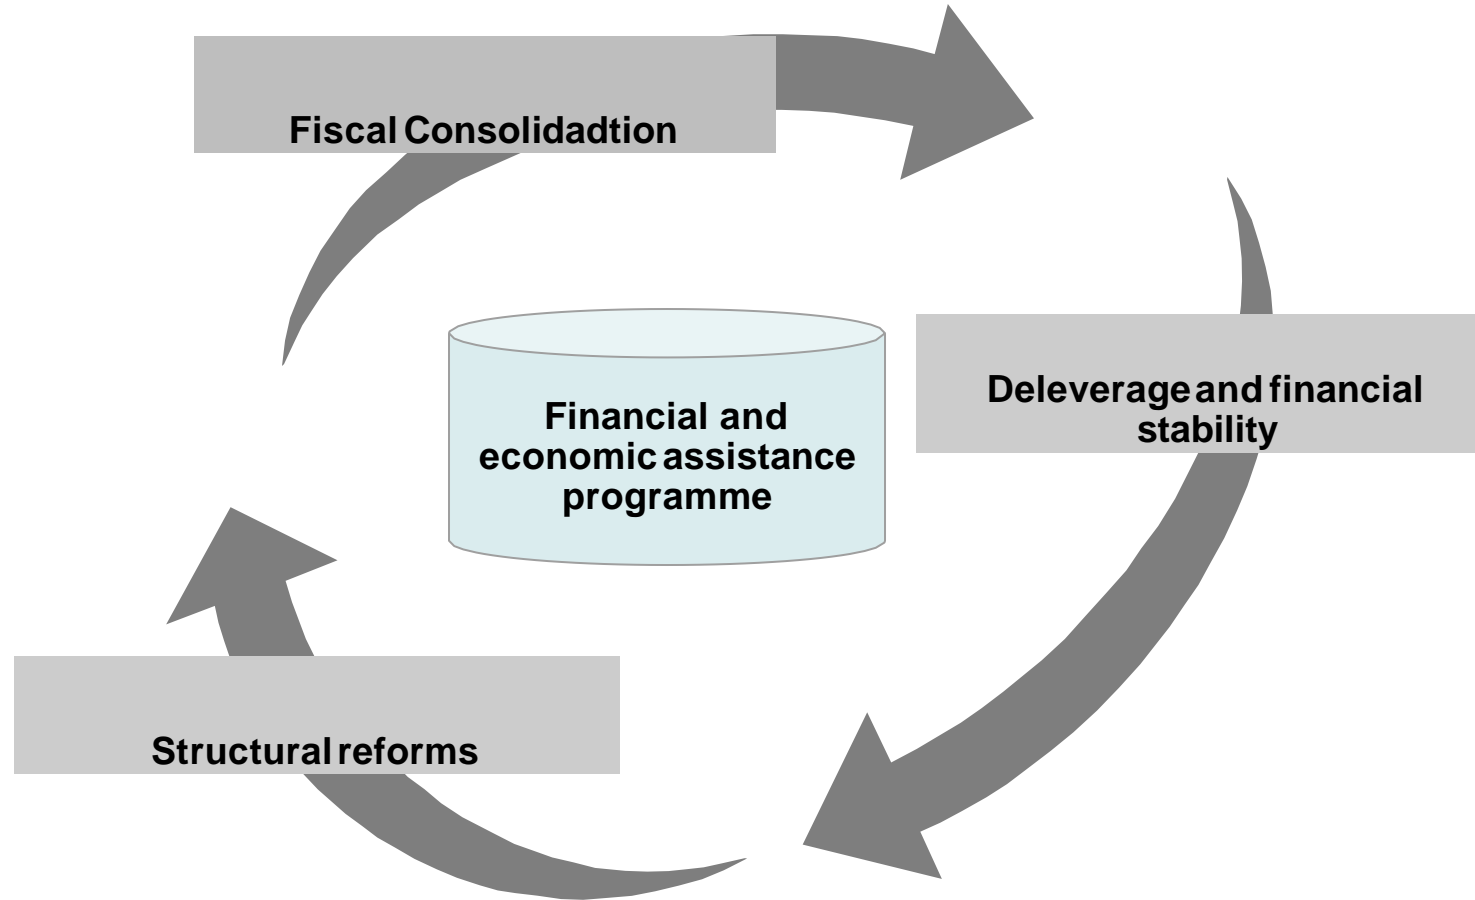 Fiscal Consolidadtion
Deleverage and financial
stability
Financial and
economic assistance
programme
Structural reforms